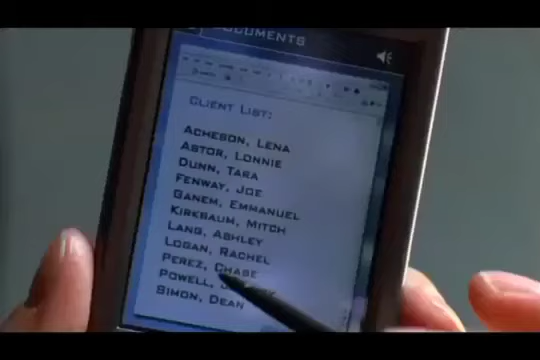 DOCUMENTS
CLIENT LIST:
ACHESON, LENA
ASTOR, LONNIE
DUNN, TARA
FENWAY, JOE
GANEM, EMMANUEL
KIRKBAUM, MITCH
LANG, ASHLEY
LOGAN, RACHEL
PEREZ, CHASE
POWELL,
SIMON, DEAN